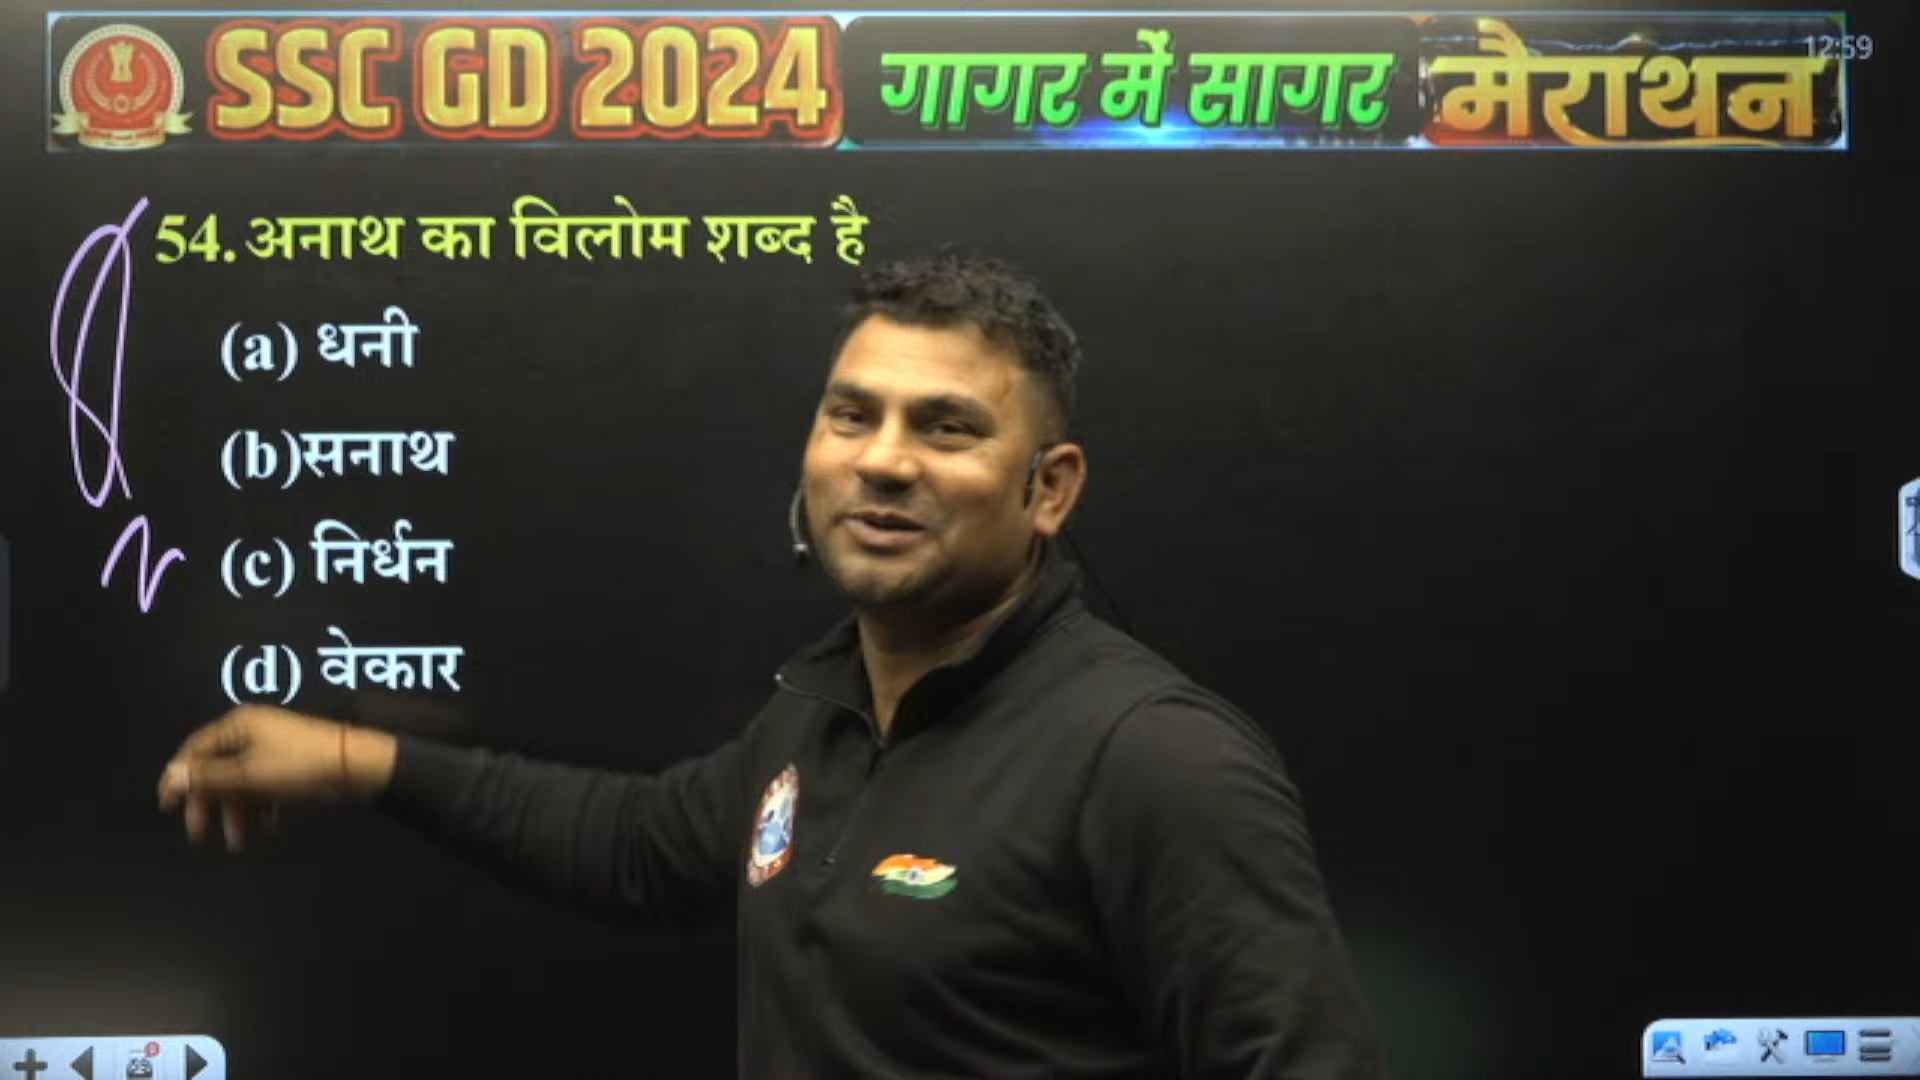 SSC GD 2024 गागर में सागर मैराथन
12:59
54. अनाथ का विलोम शब्द है
(a) धनी
(b)सनाथ
(c) निर्धन
(d) वेकार